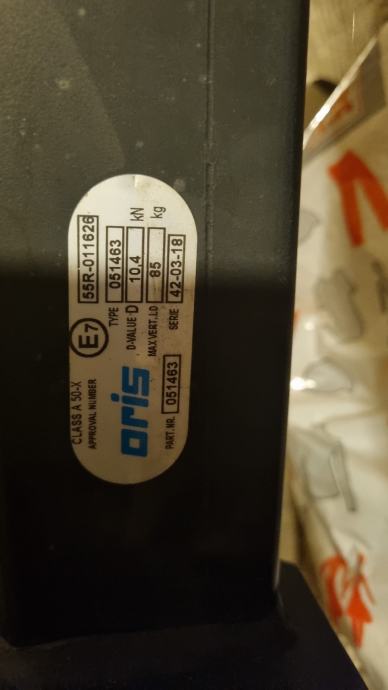 CLASS A 50-X
APPROVAL NUMBER E7 55R-011626
TYPE 051463
oris D-VALUE D 10,4 kN
MAX VERT. LD 85 kg
PART. NR. 051463 SERIE 42-03-18